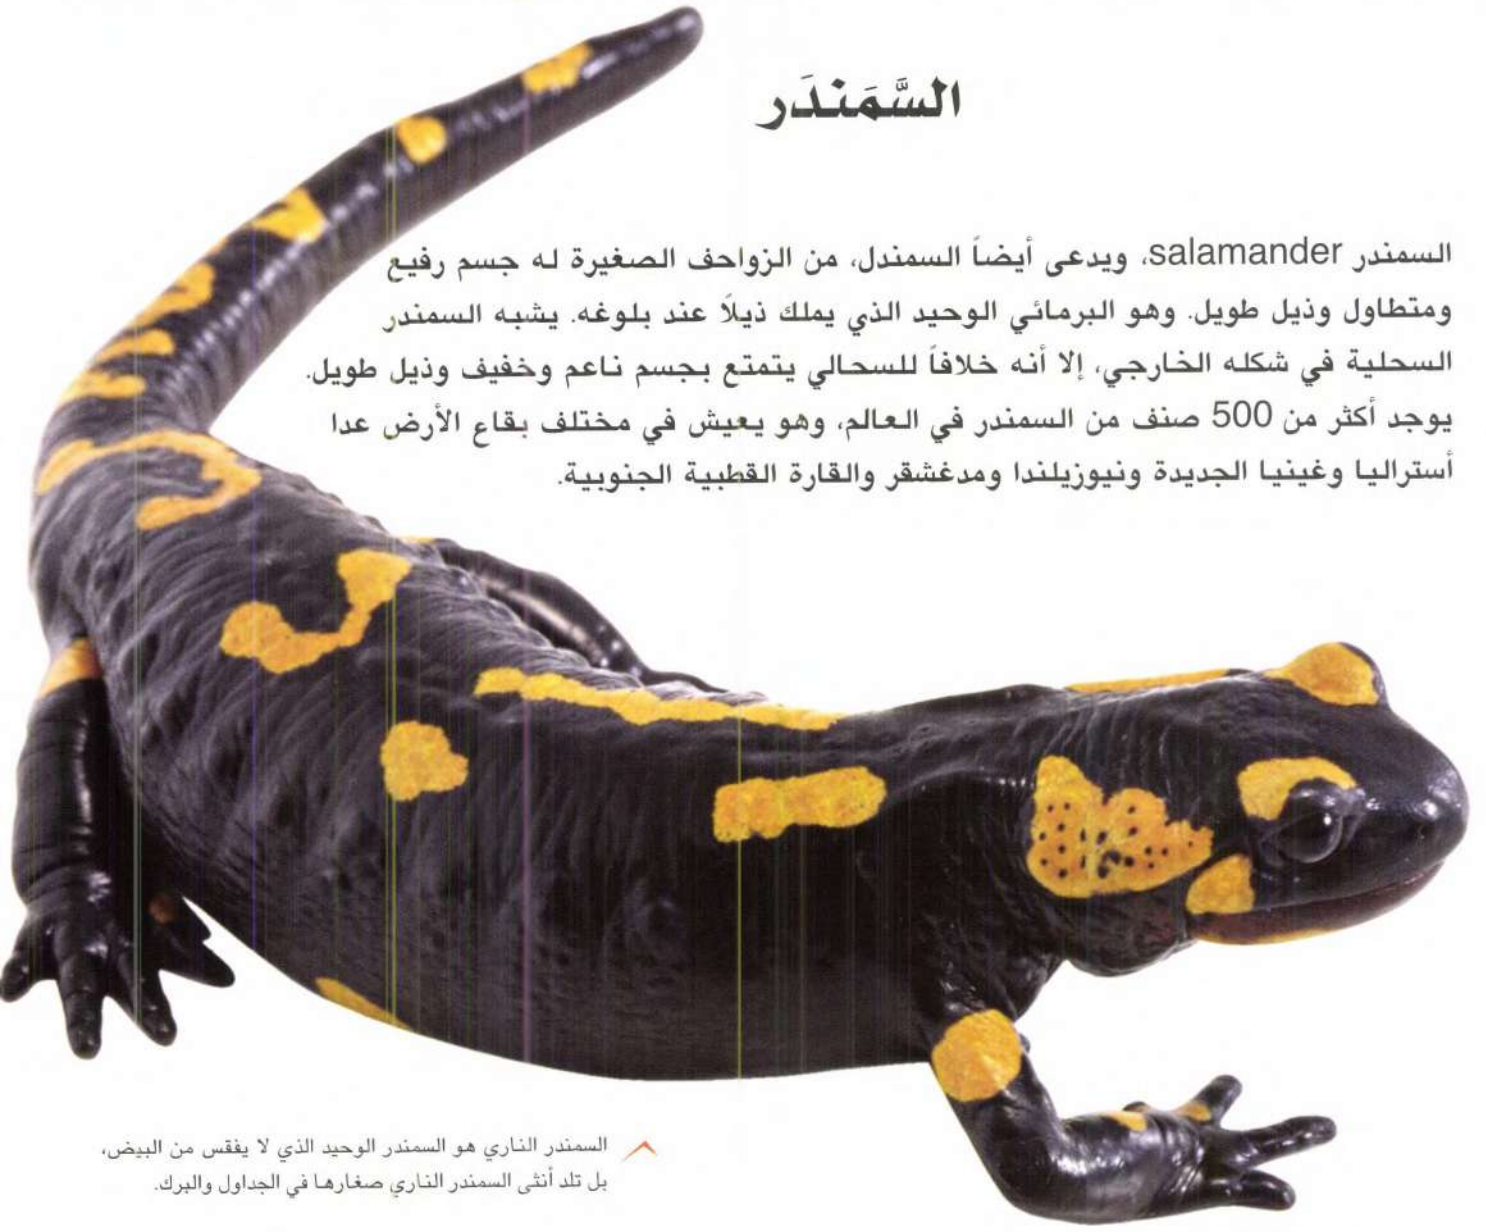 السَّمَندَر
السمندر salamander، ويدعى أيضاً السمندل، من الزواحف الصغيرة له جسم رفيع
ومتطاول وذيل طويل. وهو البرمائي الوحيد الذي يملك ذيلاً عند بلوغه. يشبه السمندر
السحلية في شكله الخارجي، إلا أنه خلافاً للسحالي يتمتع بجسم ناعم وخفيف وذيل طويل.
يوجد أكثر من 500 صنف من السمندر في العالم، وهو يعيش في مختلف بقاع الأرض عدا
أستراليا وغينيا الجديدة ونيوزيلندا ومدغشقر والقارة القطبية الجنوبية.
السمندر الناري هو السمندر الوحيد الذي لا يفقس من البيض،
بل تلد أنثى السمندر الناري صغارها في الجداول والبرك.